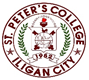 ST. PETER'S COLLEGE
1952
ILIGAN CITY